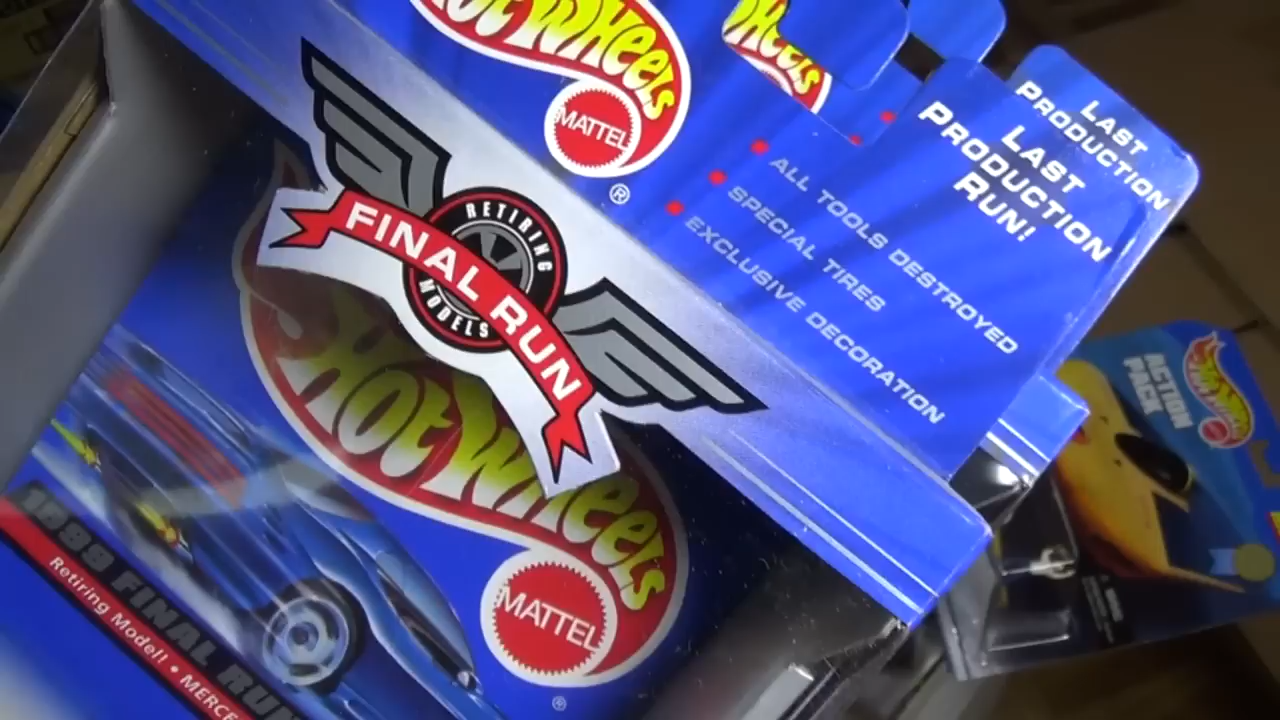 Hot Wheels
MATTEL
®
Wheels
LAST
PRODUCTION
LAST
PRODUCTION
RUN!
ALL TOOLS DESTROYED
SPECIAL TIRES
EXCLUSIVE DECORATION
RETIRING
FINAL RUN
MODELS
Hot Wheels
MATTEL
®
1999 FINAL RUN
Retiring Model! • MERCE
ACTION
PACK